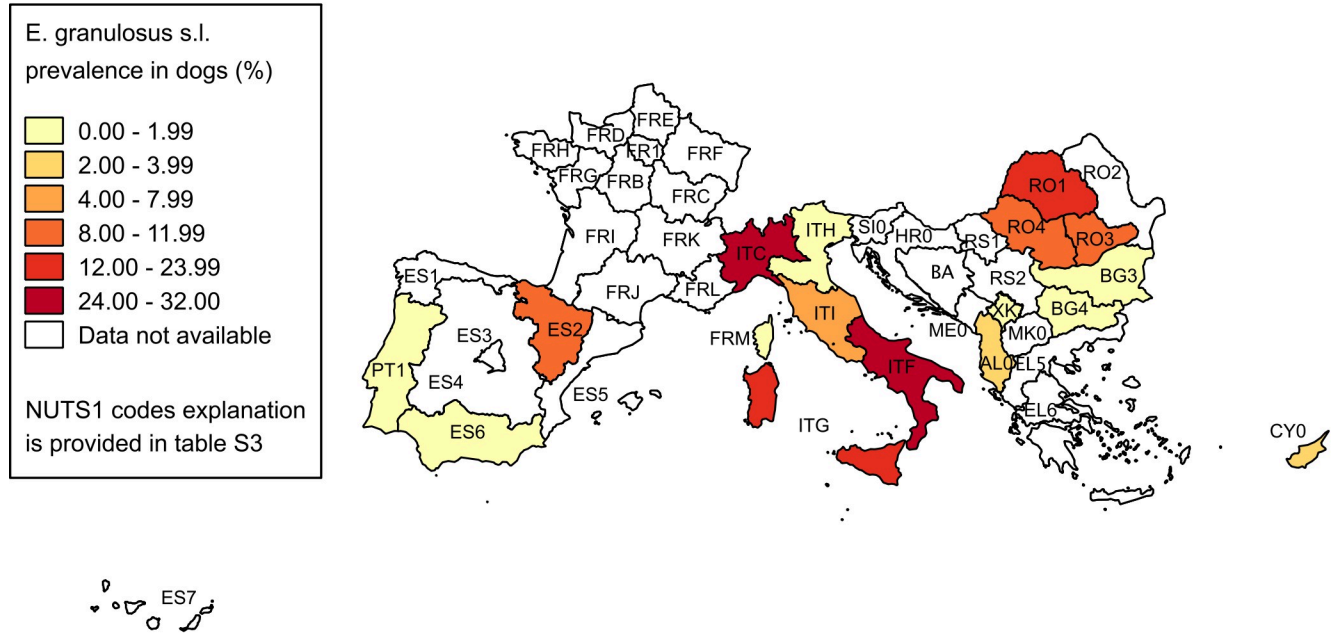 E. granulosus s.l.
prevalence in dogs (%)
0.00 - 1.99
2.00 - 3.99
4.00 - 7.99
8.00 - 11.99
12.00 - 23.99
24.00 - 32.00
Data not available
NUTS1 codes explanation
is provided in table S3
FRE
FRD
FRH
FR1
FRF
FRG
FRB
FRC
FRI
FRK
FRJ
FRL
FRM
ES1
ES2
ES3
ES4
ES5
ES6
ES7
PT1
ITC
ITH
ITI
ITF
ITG
SI0
HR0
BA
RS1
RS2
ME0
XK
MK0
AL0
EL5
EL6
RO1
RO2
RO3
RO4
BG3
BG4
CY0